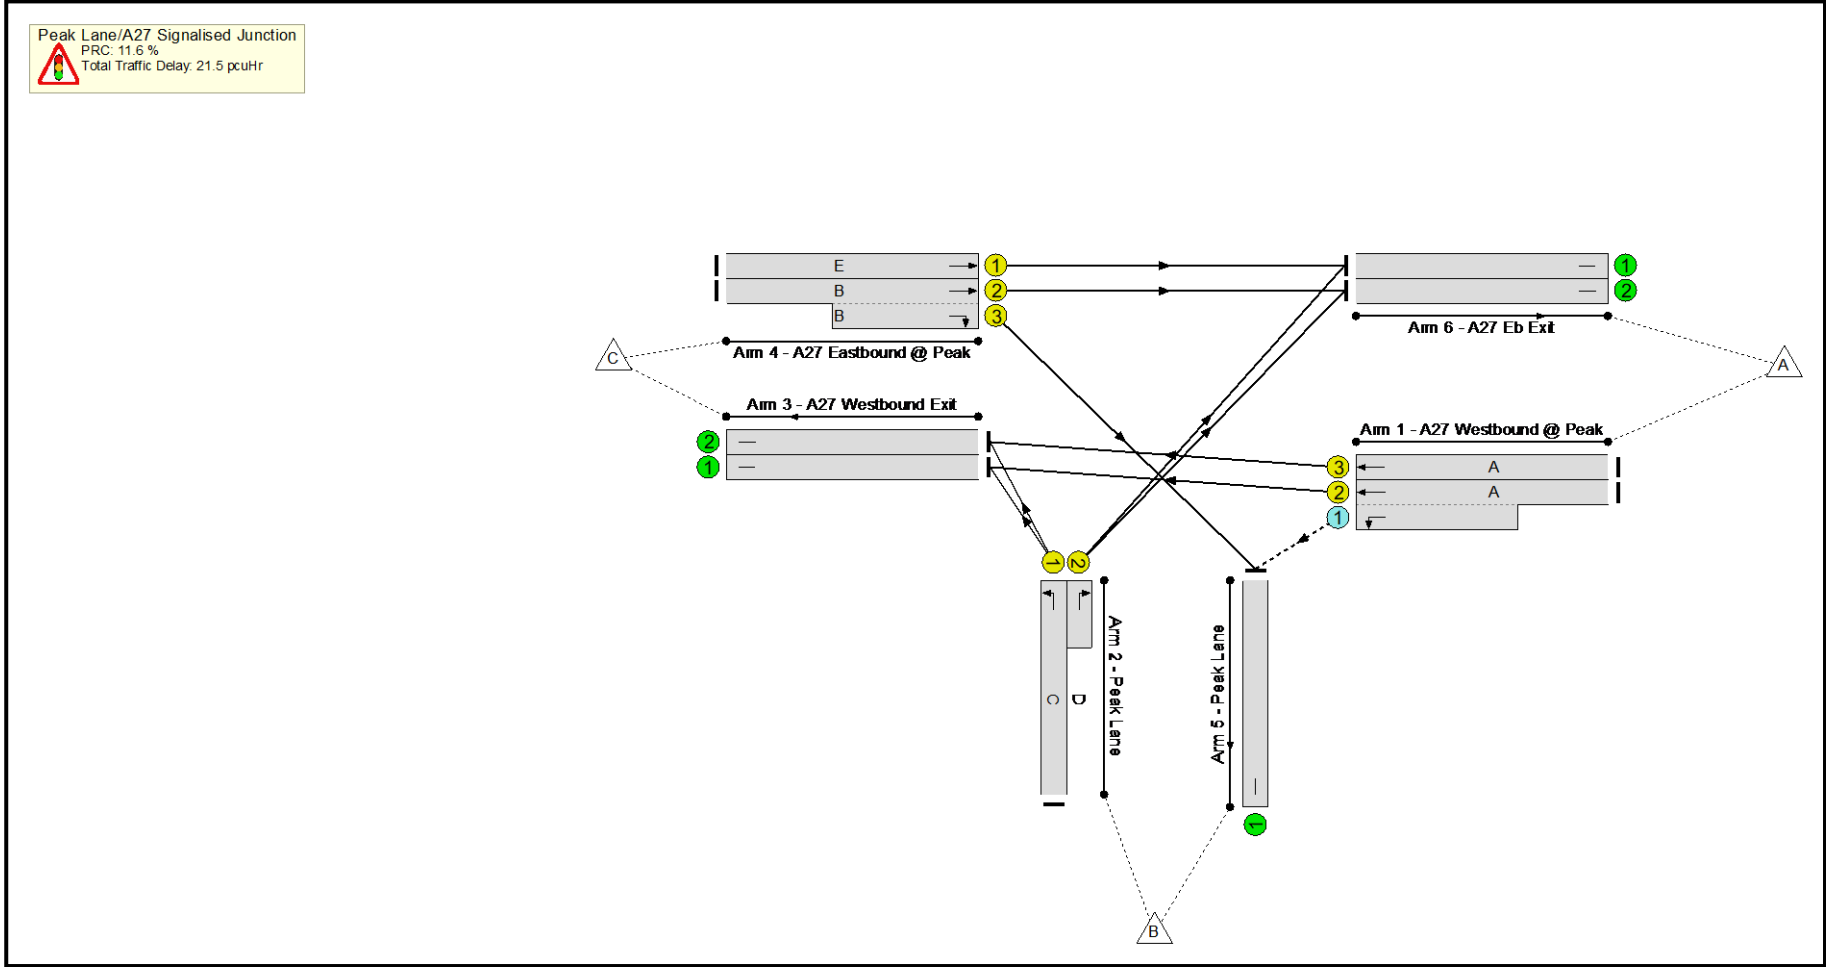 Peak Lane/A27 Signalised Junction
PRC: 11.6 %
Total Traffic Delay: 21.5 pcuHr
E
1
B
2
B
3
Arm 4 - A27 Eastbound @ Peak
1
2
Arm 6 - A27 Eb Exit
C
A
Arm 3 - A27 Westbound Exit
2
1
Arm 1 - A27 Westbound @ Peak
3
A
2
A
1
1
2
C
D
Arm 2 - Peak Lane
Arm 5 - Peak Lane
1
B